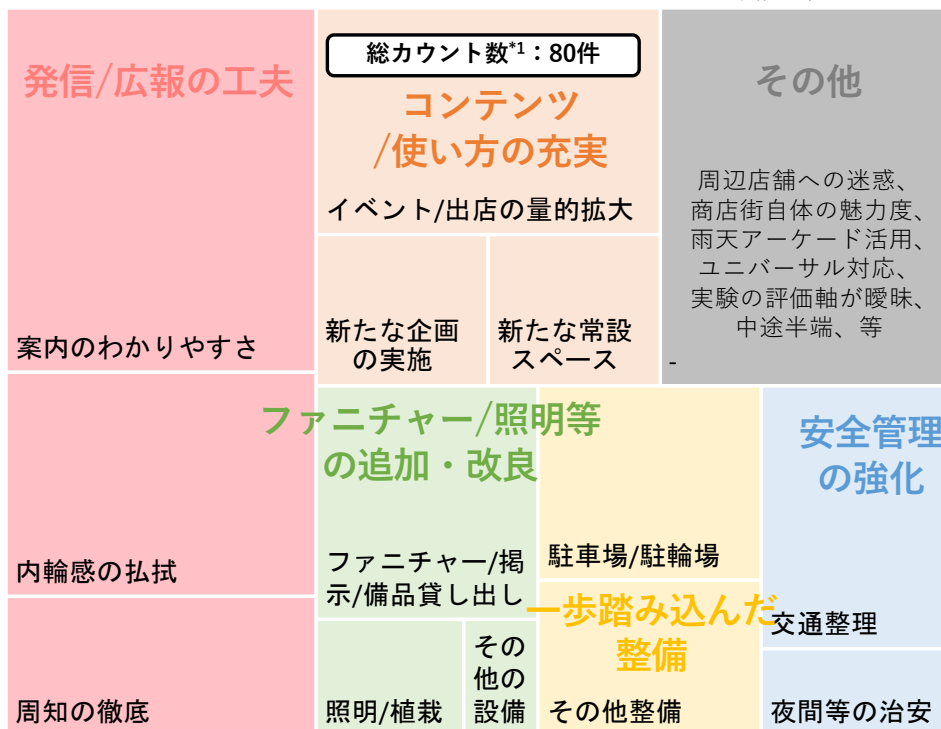 発信/広報の工夫
案内のわかりやすさ
内輪感の払拭
周知の徹底
総カウント数*1：80件
コンテンツ
/使い方の充実
イベント/出店の量的拡大
新たな企画
の実施
新たな常設
スペース
その他
周辺店舗への迷惑、
商店街自体の魅力度、
雨天アーケード活用、
ユニバーサル対応、
実験の評価軸が曖昧、
中途半端、等
-
ファニチャー/照明等
の追加・改良
ファニチャー/掲
示/備品貸し出し
照明/植栽
その
他の
設備
駐車場/駐輪場
一歩踏み込んだ
整備
その他整備
安全管理
の強化
交通整理
夜間等の治安